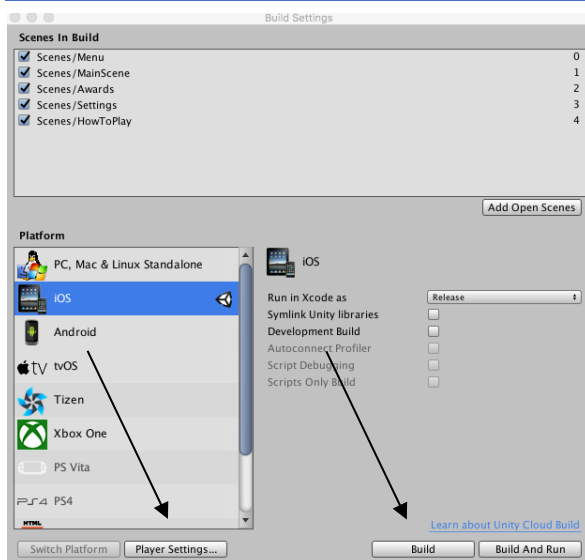 Build Settings
Scenes In Build
Scenes/Menu 0
Scenes/MainScene 1
Scenes/Awards 2
Scenes/Settings 3
Scenes/HowToPlay 4
Add Open Scenes
Platform
PC, Mac & Linux Standalone
iOS
Android
tv tvOS
Tizen
Xbox One
PS Vita
PS4 PS4
HTML
iOS
Run in Xcode as Release
Symlink Unity libraries
Development Build
Autoconnect Profiler
Script Debugging
Scripts Only Build
Learn about Unity Cloud Build
Switch Platform Player Settings... Build Build And Run